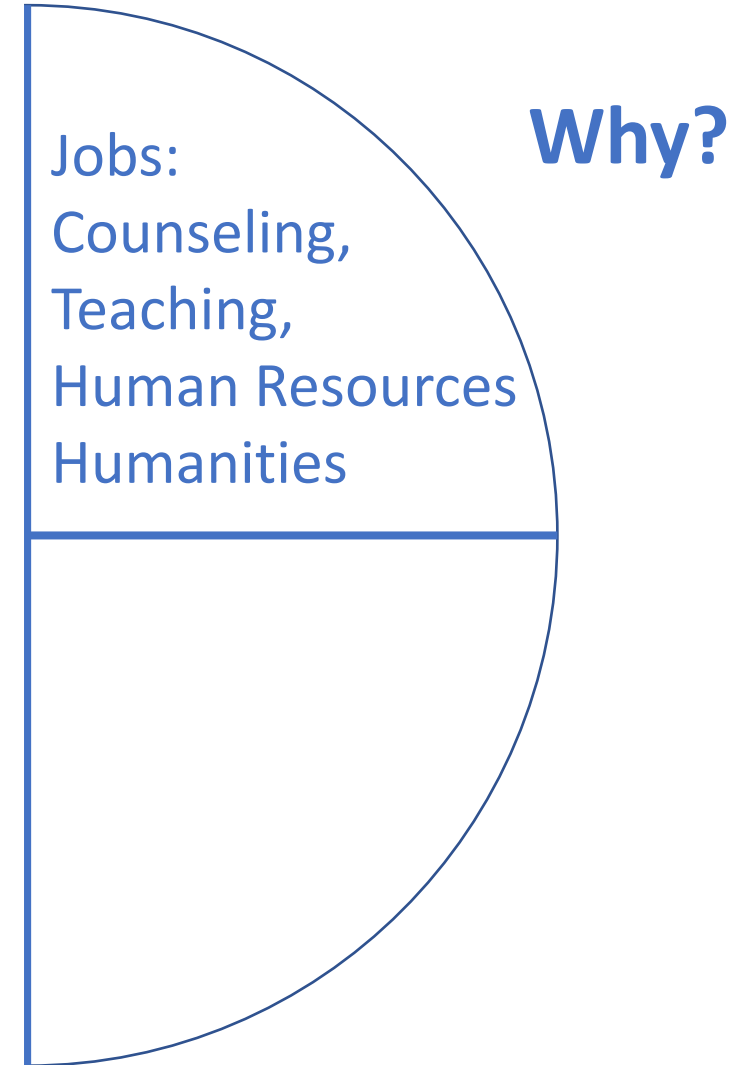 Why?
Jobs:
Counseling,
Teaching,
Human Resources
Humanities